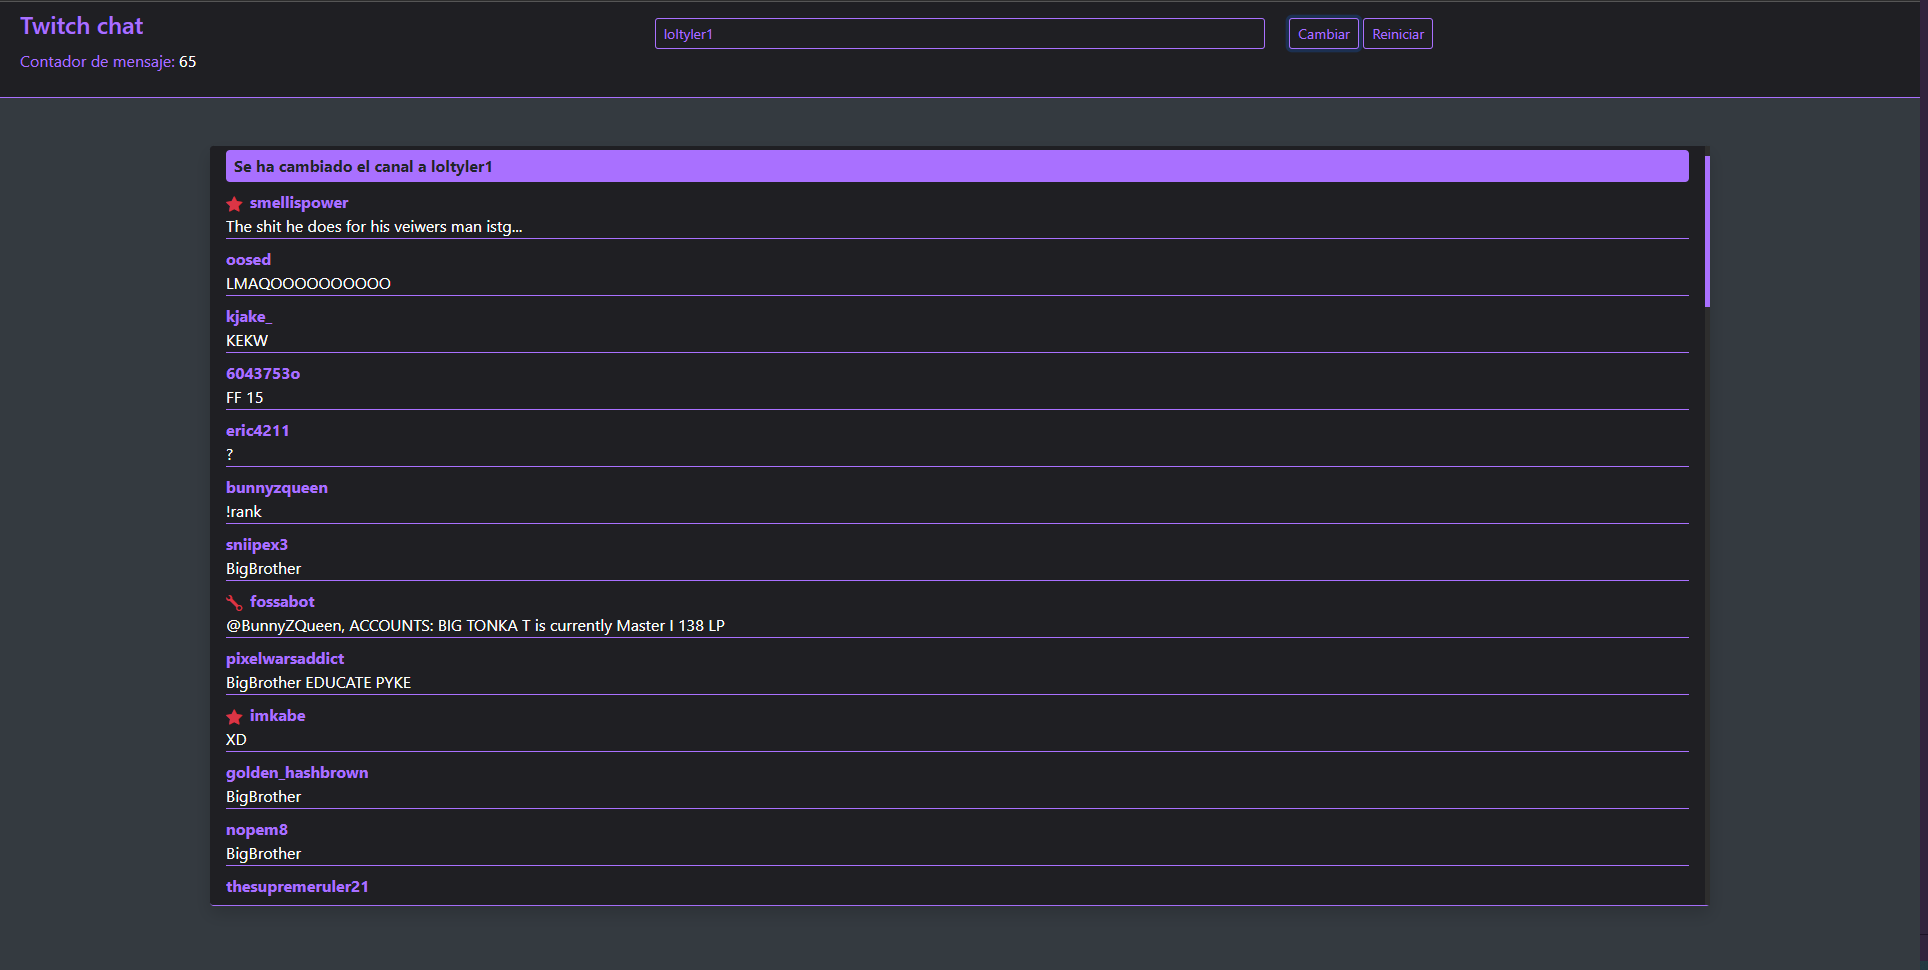 Twitch chat
loltyler1
Cambiar Reiniciar
Contador de mensaje: 65
Se ha cambiado el canal a loltyler1
smellispower
The shit he does for his veiwers man istg...
oosed
LMAQOOOOOOOOOO
kjake_
KEKW
6043753o
FF 15
eric4211
?
bunnyzqueen
!rank
sniipex3
BigBrother
fossabot
@BunnyZQueen, ACCOUNTS: BIG TONKA T is currently Master I 138 LP
pixelwarsaddict
BigBrother EDUCATE PYKE
imkabe
XD
golden_hashbrown
BigBrother
nopem8
BigBrother
thesupremeruler21